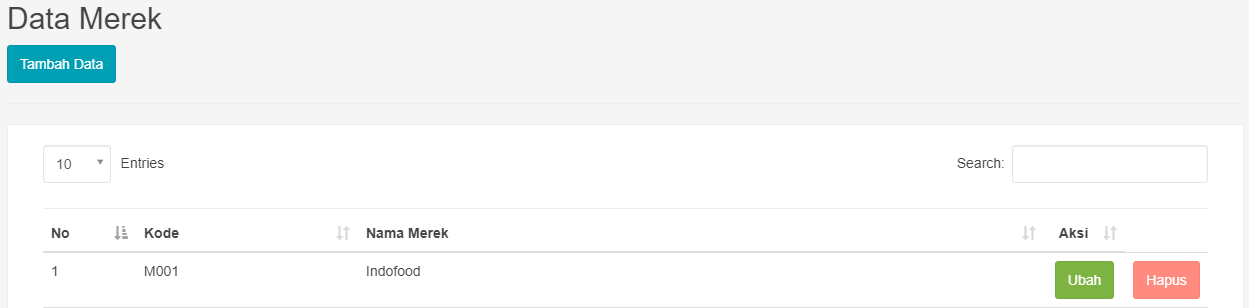 Data Merek
Tambah Data
10 Entries Search:
No Kode Nama Merek Aksi
1 M001 Indofood Ubah Hapus